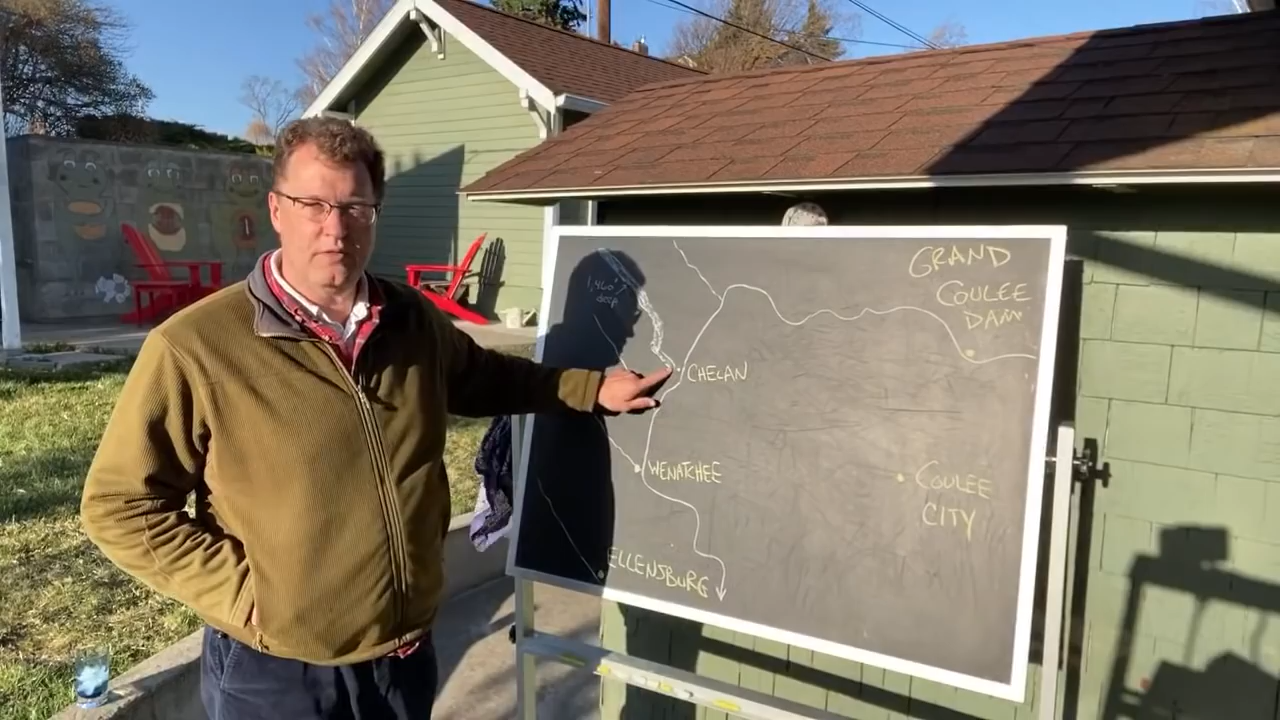 GRAND
COULEE
DAM
1,460'
deep
CHELAN
WENATCHEE
COULEE
CITY
ELLENSBURG